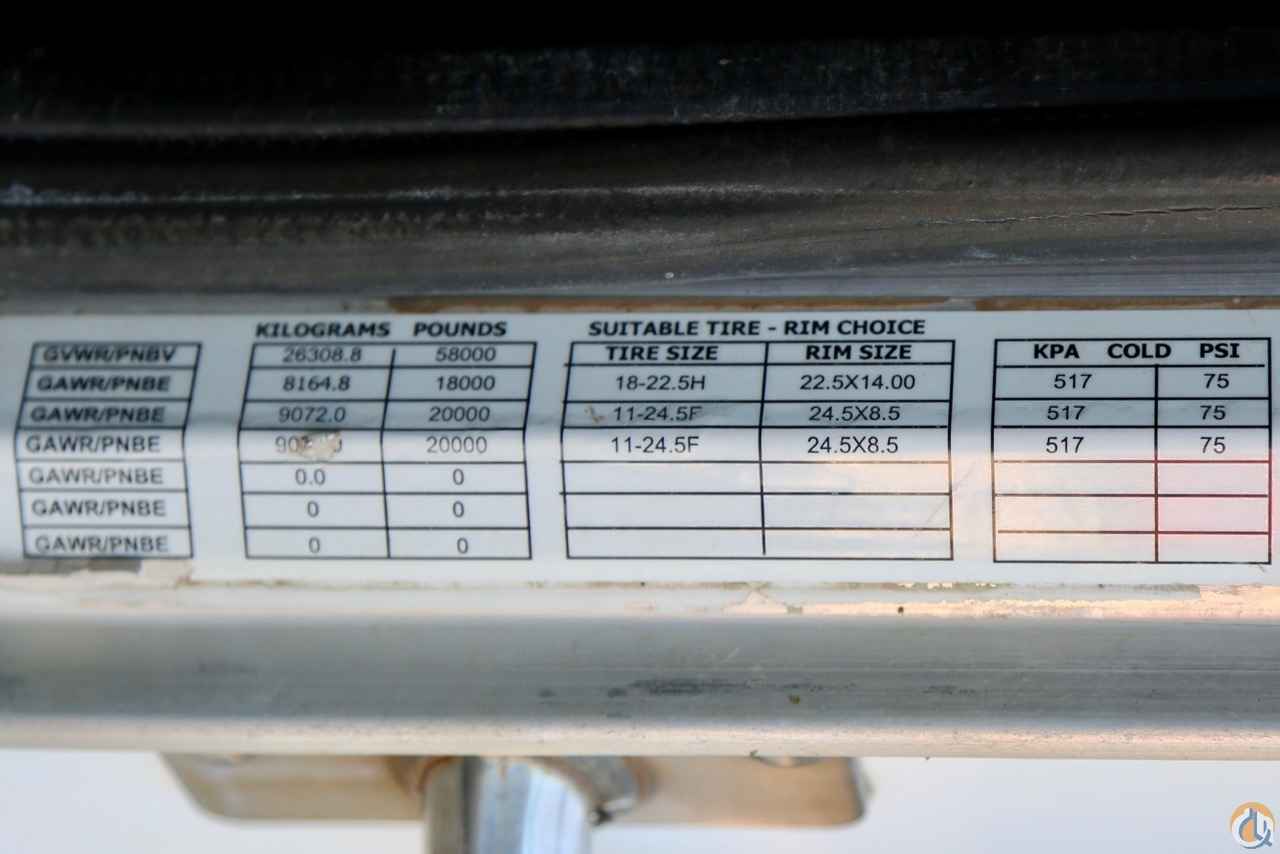 KILOGRAMS POUNDS SUITABLE TIRE - RIM CHOICE
GVWR/PNBV 26308.8 58000 TIRE SIZE RIM SIZE KPA COLD PSI
GAWR/PNBE 8164.8 18000 18-22.5H 22.5X14.00 517 75
GAWR/PNBE 9072.0 20000 11-24.5F 24.5X8.5 517 75
GAWR/PNBE 20000 11-24.5F 24.5X8.5 517 75
GAWR/PNBE 0.0 0
GAWR/PNBE 0 0
GAWR/PNBE 0 0